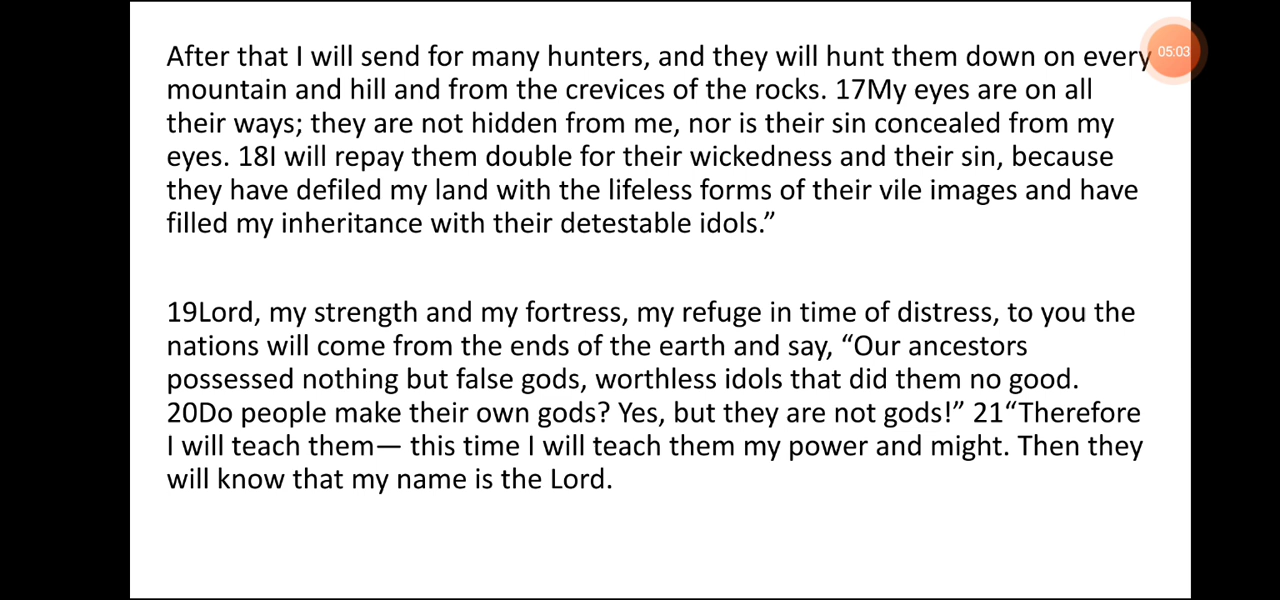 After that I will send for many hunters, and they will hunt them down on every
05:03
mountain and hill and from the crevices of the rocks. 17My eyes are on all
their ways; they are not hidden from me, nor is their sin concealed from my
eyes. 18I will repay them double for their wickedness and their sin, because
they have defiled my land with the lifeless forms of their vile images and have
filled my inheritance with their detestable idols.”
19Lord, my strength and my fortress, my refuge in time of distress, to you the
nations will come from the ends of the earth and say, “Our ancestors
possessed nothing but false gods, worthless idols that did them no good.
20Do people make their own gods? Yes, but they are not gods!” 21“Therefore
I will teach them— this time I will teach them my power and might. Then they
will know that my name is the Lord.